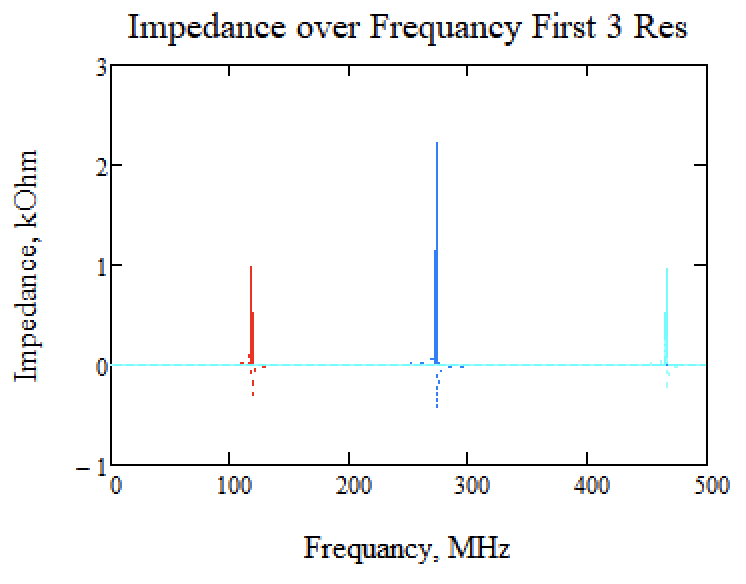 Impedance over Frequancy First 3 Res
3
2
1
0
– 1
0 100 200 300 400 500
Impedance, kOhm
Frequancy, MHz